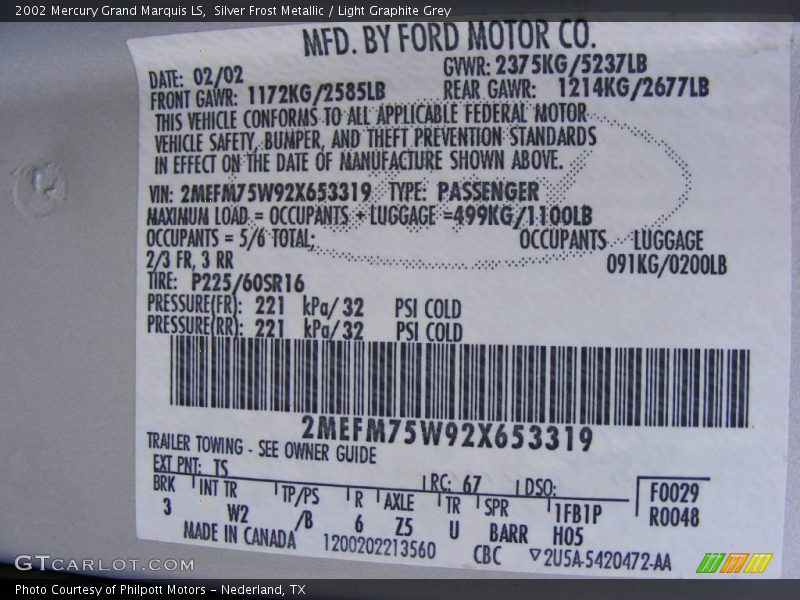 2002 Mercury Grand Marquis LS, Silver Frost Metallic / Light Graphite Grey
MFD. BY FORD MOTOR CO.
DATE: 02/02 GVWR: 2375KG/5237LB
FRONT GAWR: 1172KG/2585LB REAR GAWR: 1214KG/2677LB
THIS VEHICLE CONFORMS TO ALL APPLICABLE FEDERAL MOTOR
VEHICLE SAFETY, BUMPER, AND THEFT PREVENTION STANDARDS
IN EFFECT ON THE DATE OF MANUFACTURE SHOWN ABOVE.
VIN: 2MEFM75W92X653319 TYPE: PASSENGER
MAXIMUM LOAD = OCCUPANTS + LUGGAGE =499KG/1100LB
OCCUPANTS = 5/6 TOTAL; OCCUPANTS LUGGAGE
2/3 FR, 3 RR 091KG/0200LB
TIRE: P225/60SR16
PRESSURE(FR): 221 kPa/ 32 PSI COLD
PRESSURE(RR): 221 kPa/ 32 PSI COLD
2MEFM75W92X653319
TRAILER TOWING - SEE OWNER GUIDE
EXT PNT: TS RC: 67 DSO: F0029
BRK INT TR TP/PS R AXLE TR SPR 1FB1P R0048
3 W2 /B 6 Z5 U BARR H05
MADE IN CANADA 1200202213560 CBC ▽2U5A-5420472-AA
GTCARLOT.COM
Photo Courtesy of Philpott Motors – Nederland, TX